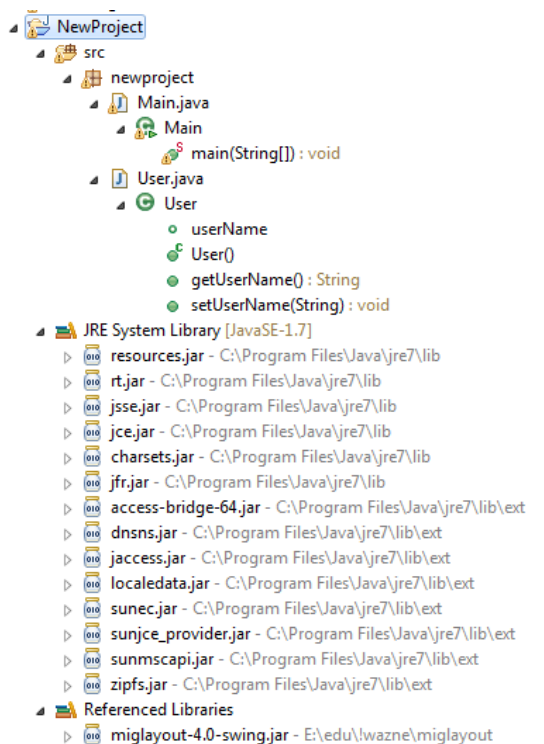 NewProject
src
newproject
Main.java
Main
main(String[]) : void
User.java
User
userName
User()
getUserName() : String
setUserName(String) : void
JRE System Library [JavaSE-1.7]
resources.jar - C:\Program Files\Java\jre7\lib
rt.jar - C:\Program Files\Java\jre7\lib
jsse.jar - C:\Program Files\Java\jre7\lib
jce.jar - C:\Program Files\Java\jre7\lib
charsets.jar - C:\Program Files\Java\jre7\lib
jfr.jar - C:\Program Files\Java\jre7\lib
access-bridge-64.jar - C:\Program Files\Java\jre7\lib\ext
dnsns.jar - C:\Program Files\Java\jre7\lib\ext
jaccess.jar - C:\Program Files\Java\jre7\lib\ext
localedata.jar - C:\Program Files\Java\jre7\lib\ext
sunec.jar - C:\Program Files\Java\jre7\lib\ext
sunjce_provider.jar - C:\Program Files\Java\jre7\lib\ext
sunmscapi.jar - C:\Program Files\Java\jre7\lib\ext
zipfs.jar - C:\Program Files\Java\jre7\lib\ext
Referenced Libraries
miglayout-4.0-swing.jar - E:\edu\!wazne\miglayout